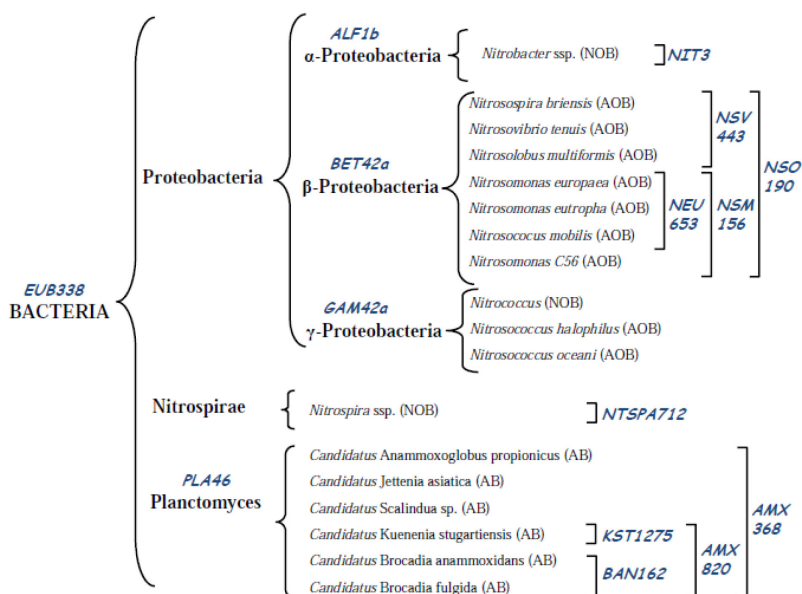 ALF1b
α-Proteobacteria
Nitrobacter ssp. (NOB)
NIT3
Proteobacteria
BET42a
β-Proteobacteria
Nitrosospira briensis (AOB)
Nitrosovibrio tenuis (AOB)
Nitrosolobus multiformis (AOB)
Nitrosomonas europaea (AOB)
Nitrosomonas eutropha (AOB)
Nitrosococus mobilis (AOB)
Nitrosomonas C56 (AOB)
NEU
653
NSV
443
NSM
156
NSO
190
EUB338
BACTERIA
GAM42a
γ-Proteobacteria
Nitrococcus (NOB)
Nitrosococcus halophilus (AOB)
Nitrosococcus oceani (AOB)
Nitrospirae
Nitrospira ssp. (NOB)
NTSPA712
PLA46
Planctomyces
Candidatus Anammoxoglobus propionicus (AB)
Candidatus Jettenia asiatica (AB)
Candidatus Scalindua sp. (AB)
Candidatus Kuenenia stugartiensis (AB)
Candidatus Brocadia anammoxidans (AB)
Candidatus Brocadia fulgida (AB)
KST1275
BAN162
AMX
820
AMX
368